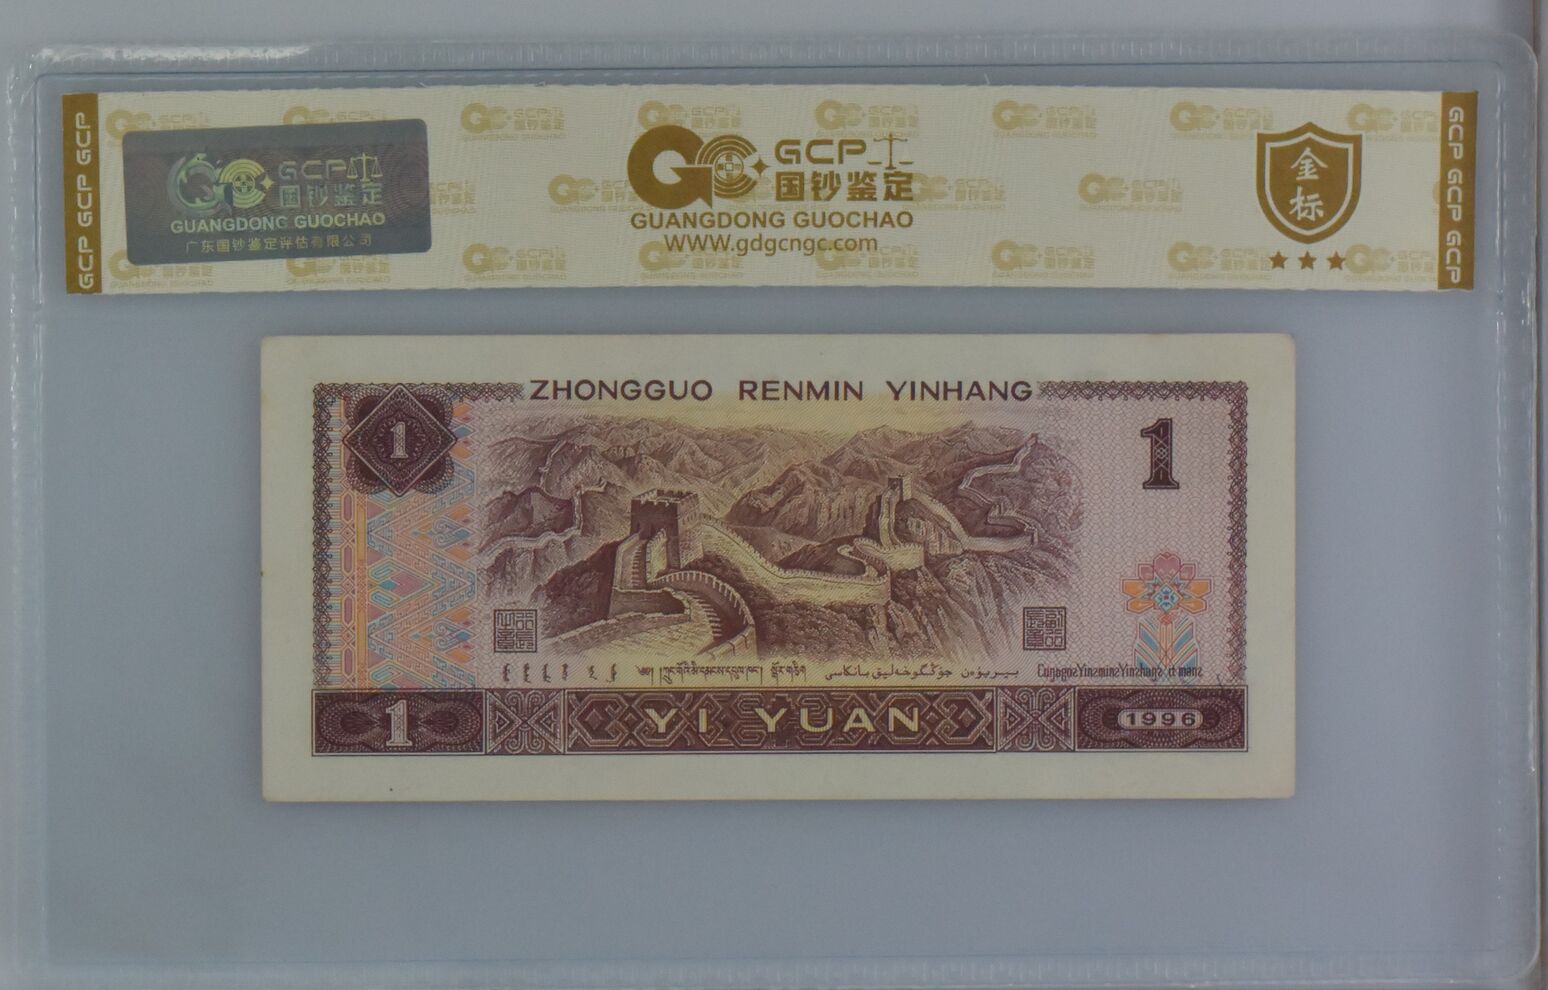 GCP
国钞鉴定
GUANGDONG GUOCHAO
广东国钞鉴定评估有限公司
GCP
国钞鉴定
GUANGDONG GUOCHAO
WWW.gdgcngc.com
金标
GCP GCP GCP
GCP GCP GCP
ZHONGGUO RENMIN YINHANG
1
1
1
YI YUAN
1996